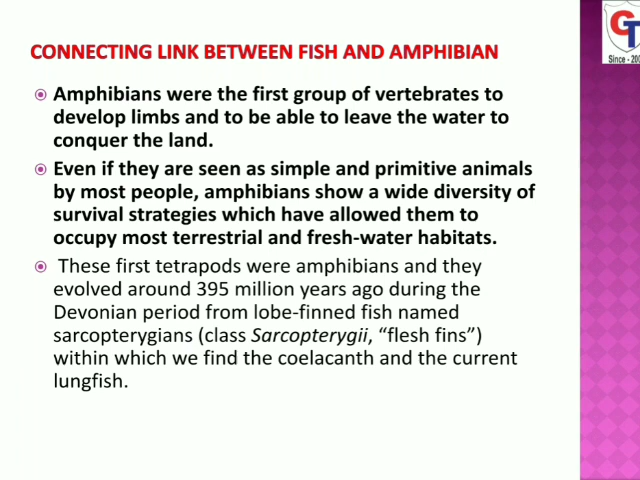 CONNECTING LINK BETWEEN FISH AND AMPHIBIAN
Amphibians were the first group of vertebrates to
develop limbs and to be able to leave the water to
conquer the land.
Even if they are seen as simple and primitive animals
by most people, amphibians show a wide diversity of
survival strategies which have allowed them to
occupy most terrestrial and fresh-water habitats.
These first tetrapods were amphibians and they
evolved around 395 million years ago during the
Devonian period from lobe-finned fish named
sarcopterygians (class Sarcopterygii, “flesh fins”)
within which we find the coelacanth and the current
lungfish.
GT
Since - 200